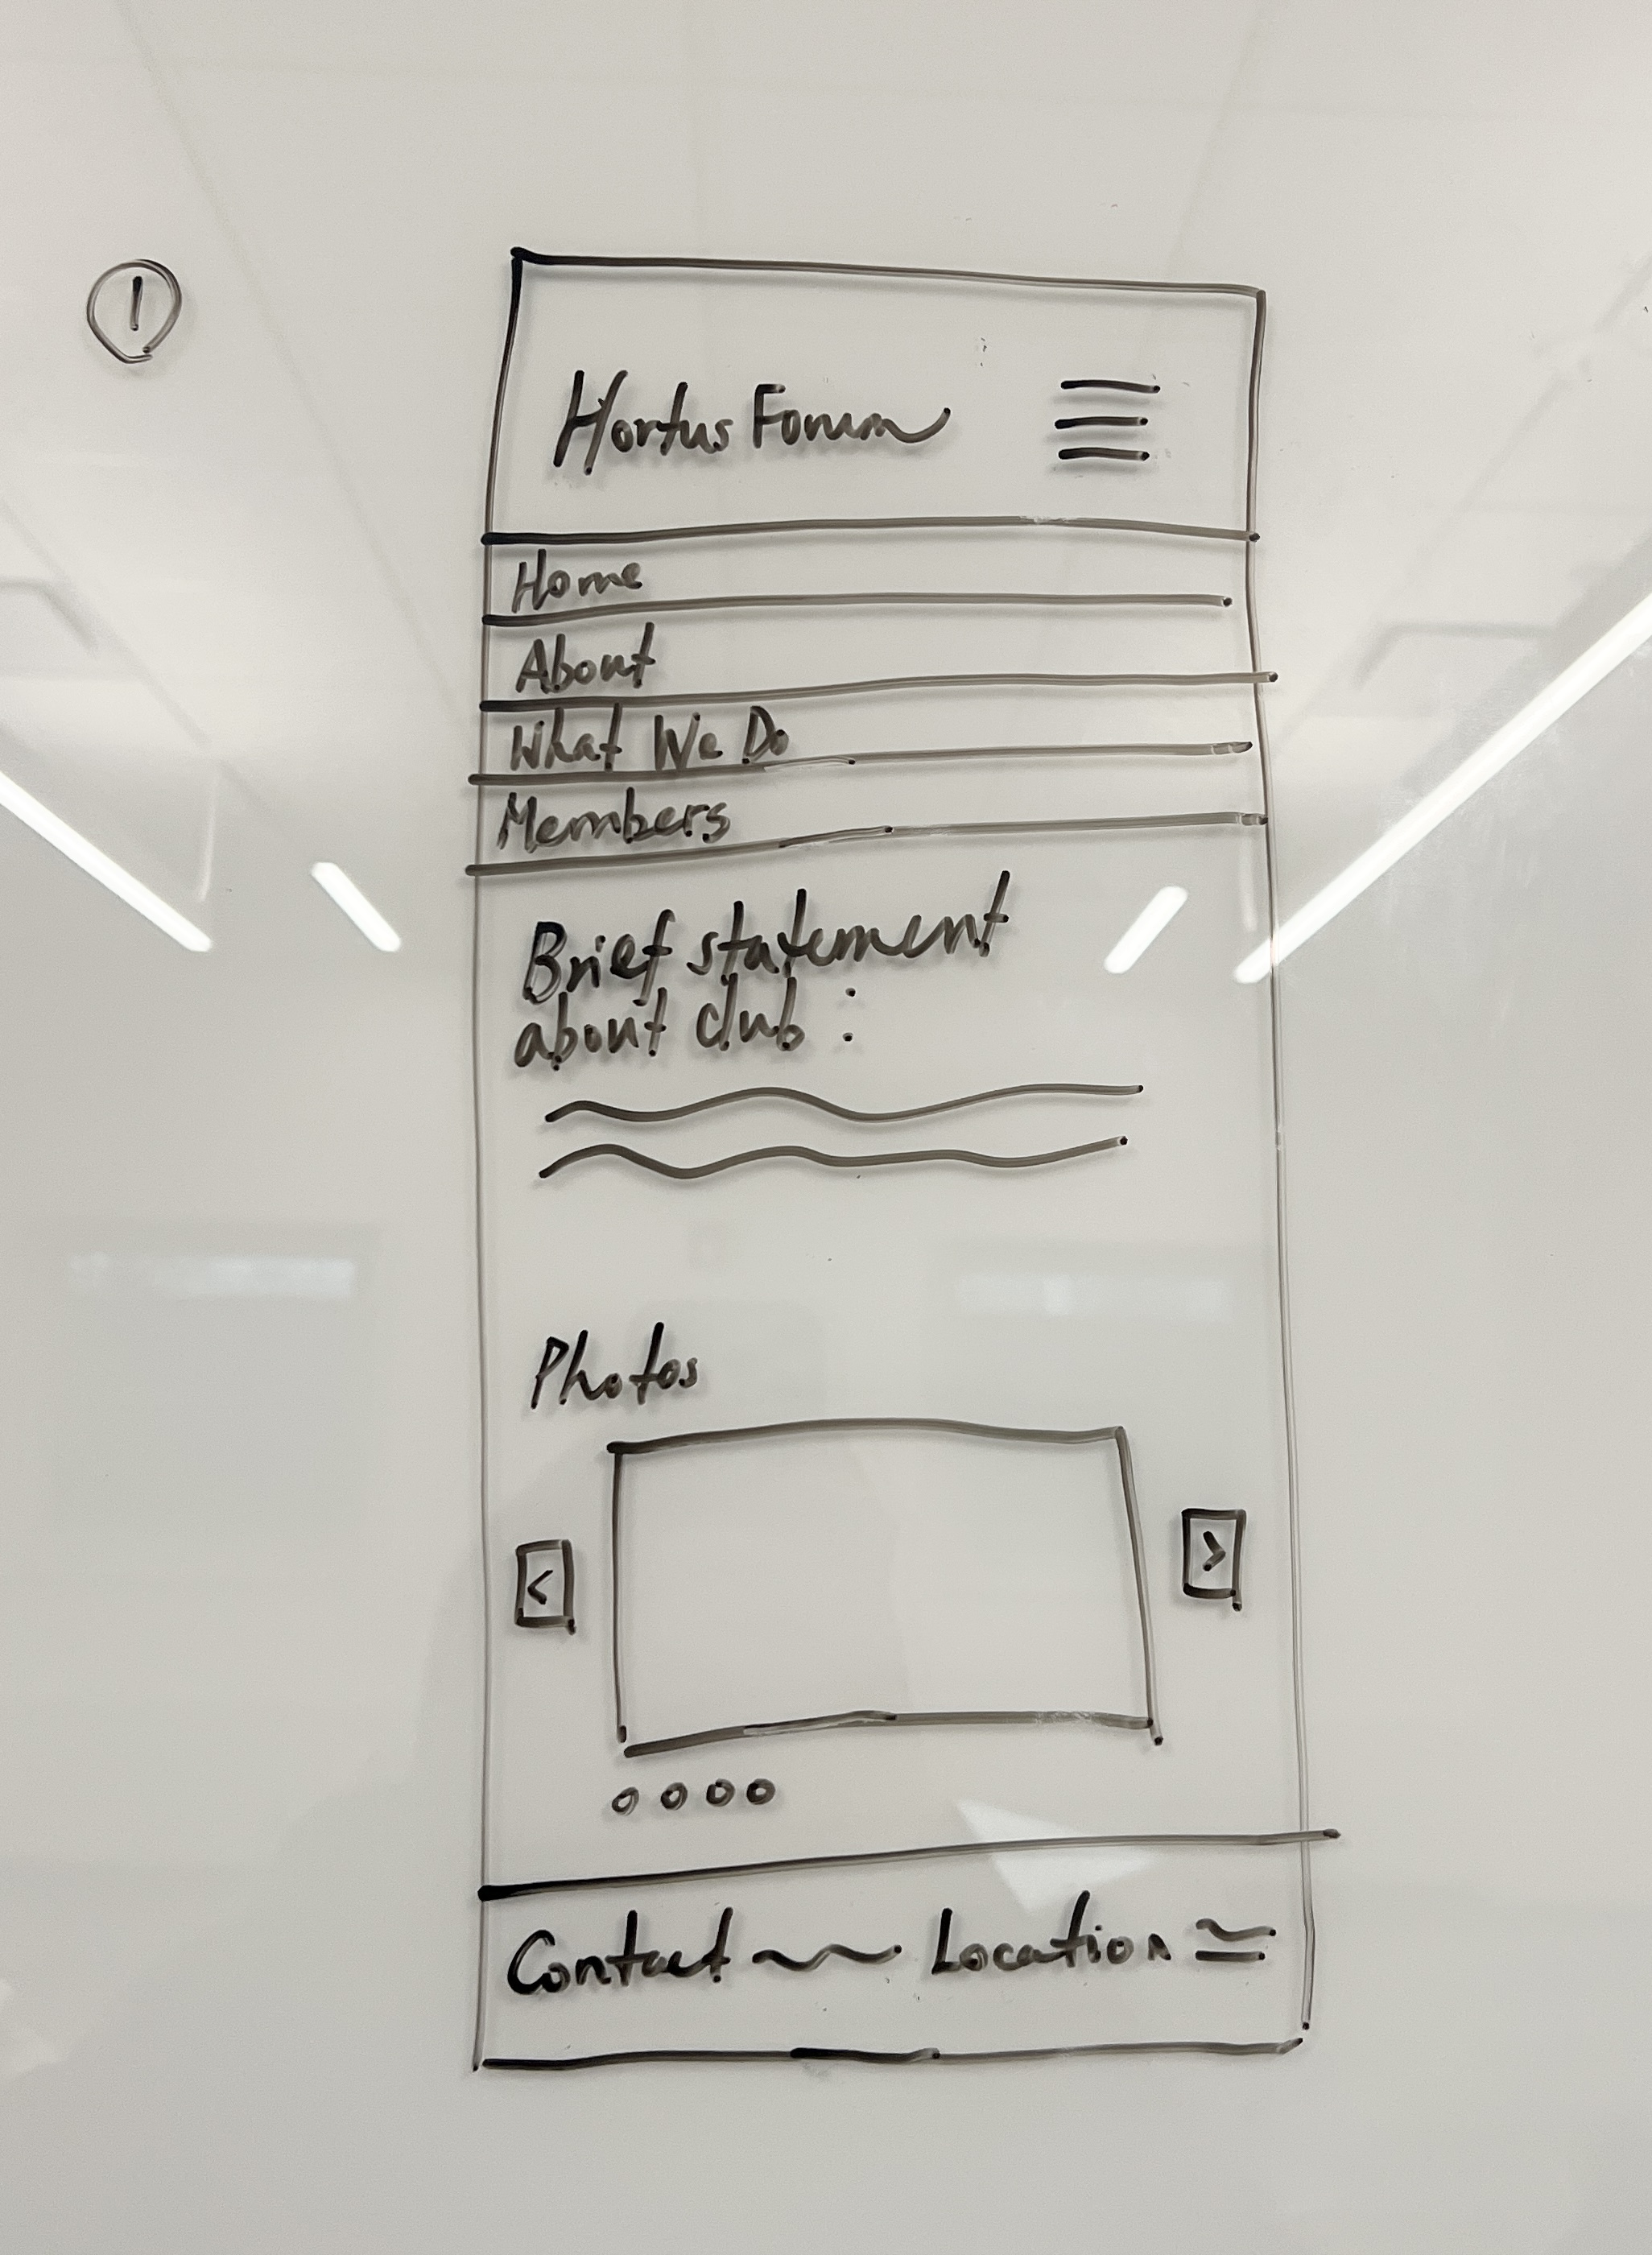 1
Hortus Forum
Home
About
What We Do
Members
Brief statement
about club :
Photos
<
>
Contact Location